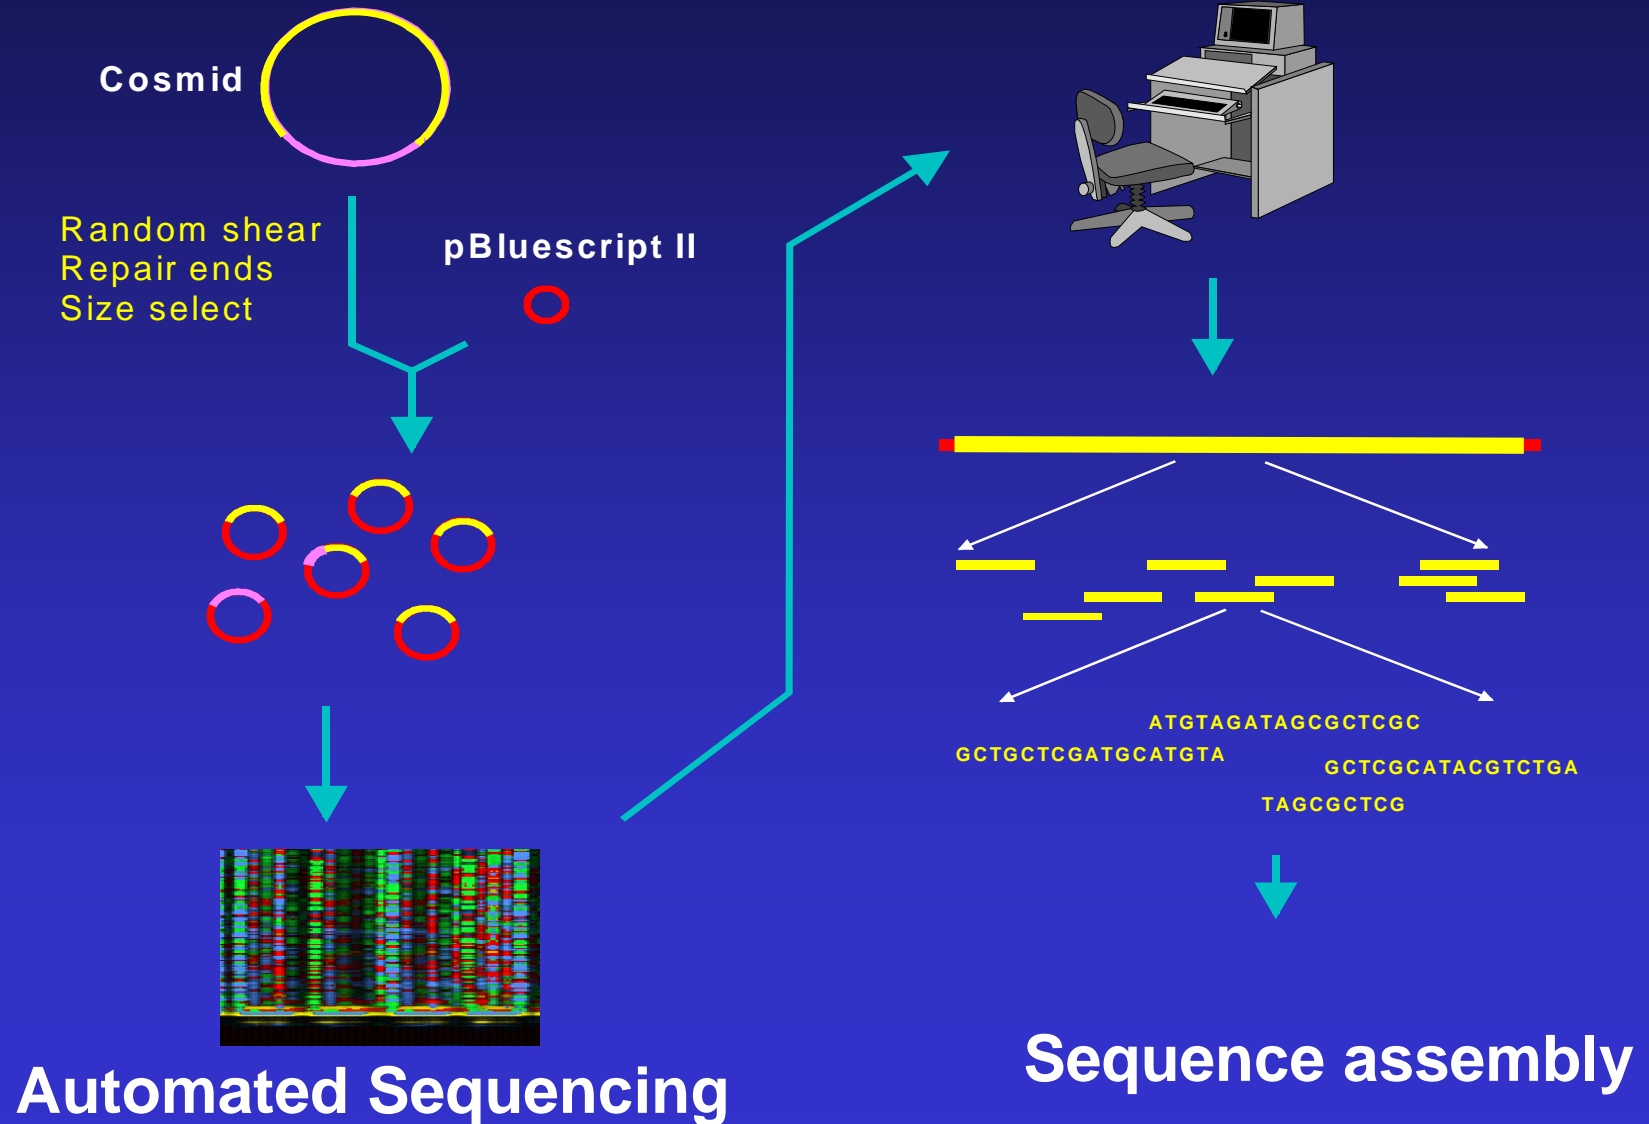 Cosmid
Random shear
Repair ends
Size select
pBluescript II
Automated Sequencing
ATGTAGATAGCGCTCGC
GCTGCTCGATGCATGTA
GCTCGCATACGTCTGA
TAGCGCTCG
Sequence assembly